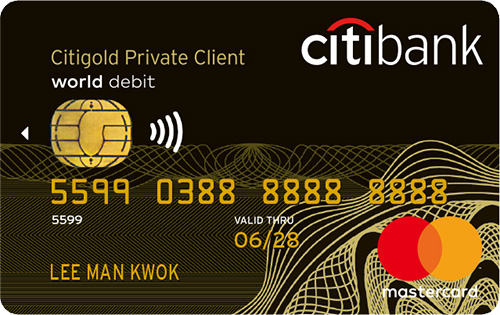 citibank
Citigold Private Client
world debit
5599 0388 8888 8888
5599
VALID THRU
06/28
LEE MAN KWOK
mastercard